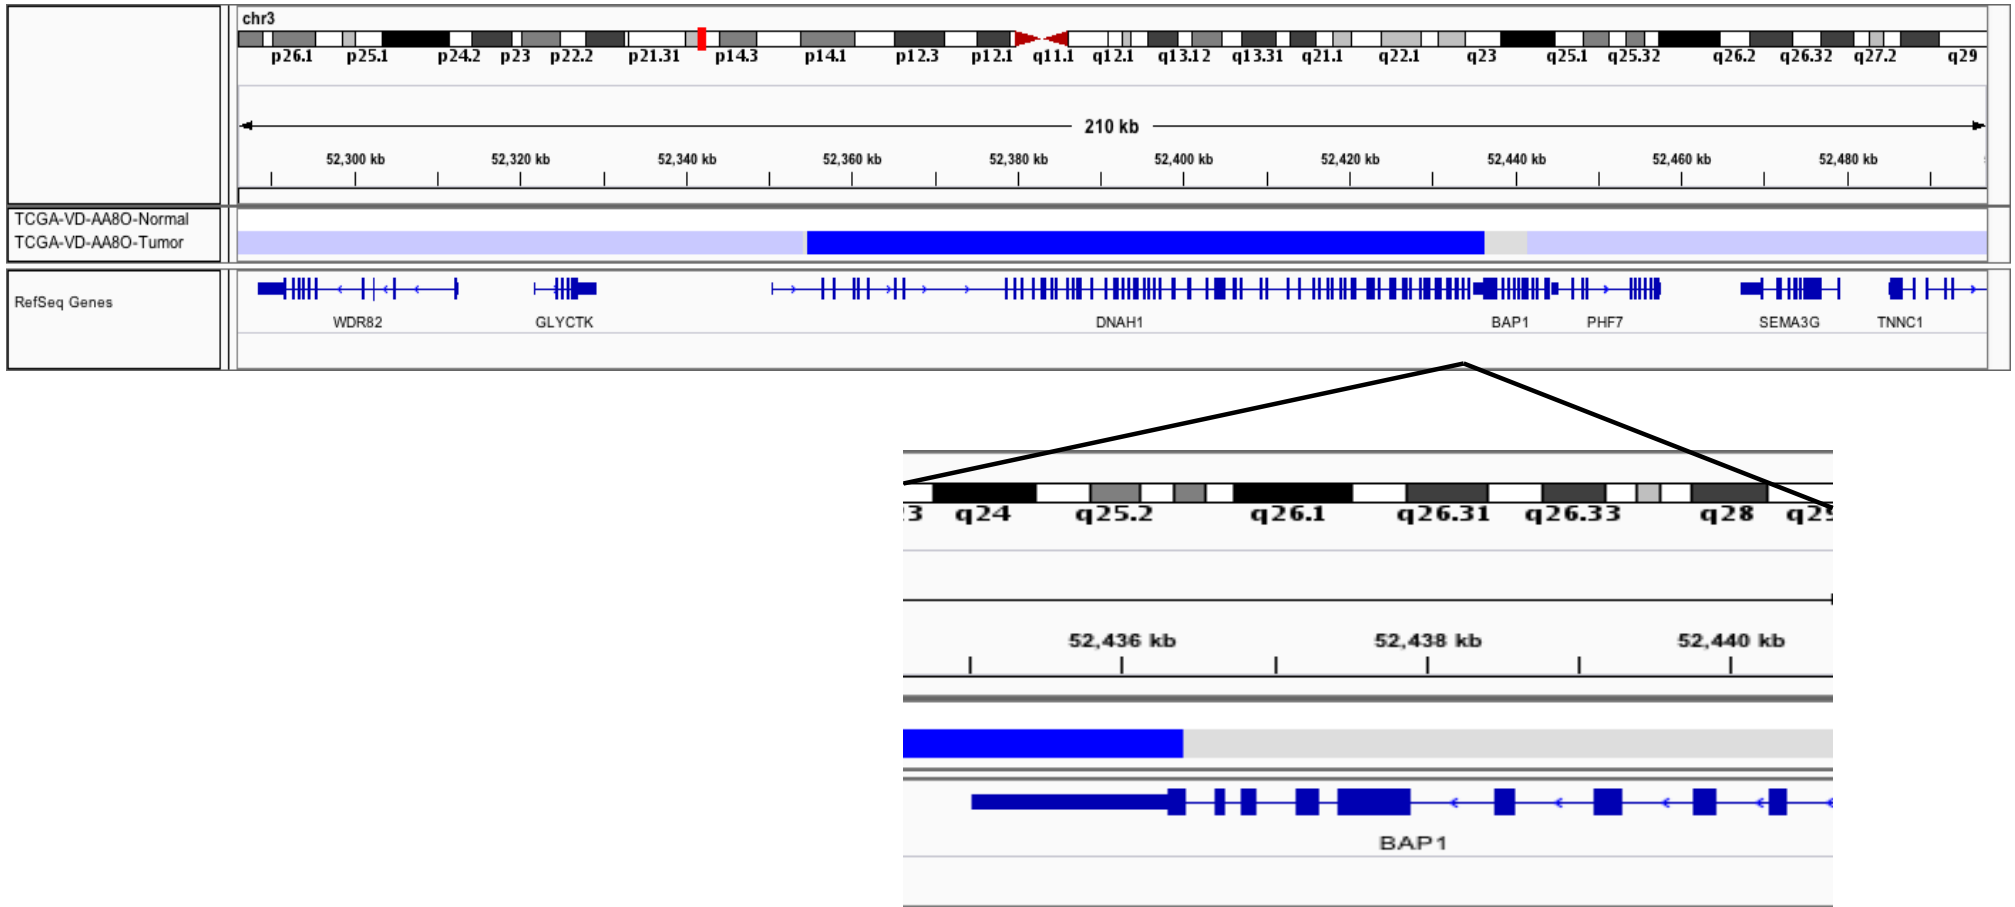 chr3
p26.1 p25.1 p24.2 p23 p22.2 p21.31 p14.3 p14.1 p12.3 p12.1 q11.1 q12.1 q13.12 q13.31 q21.1 q22.1 q23 q25.1 q25.32 q26.2 q26.32 q27.2 q29
210 kb
52,300 kb 52,320 kb 52,340 kb 52,360 kb 52,380 kb 52,400 kb 52,420 kb 52,440 kb 52,460 kb 52,480 kb
TCGA-VD-AA8O-Normal
TCGA-VD-AA8O-Tumor
RefSeq Genes
WDR82 GLYCTK DNAH1 BAP1 PHF7 SEMA3G TNNC1
3 q24 q25.2 q26.1 q26.31 q26.33 q28 q29
52,436 kb 52,438 kb 52,440 kb
BAP1